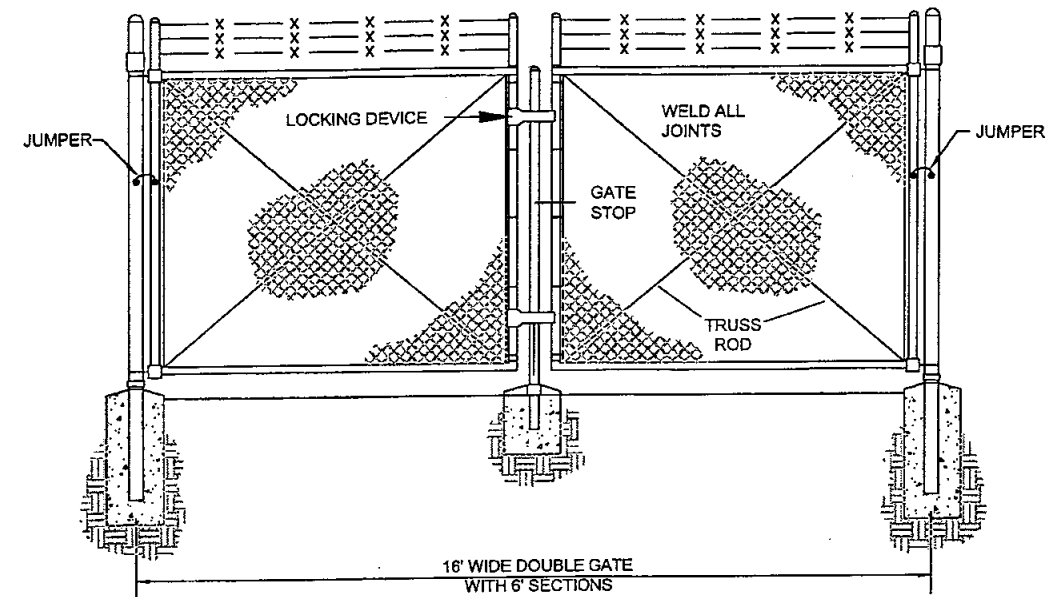 LOCKING DEVICE
WELD ALL
JOINTS
JUMPER
JUMPER
GATE
STOP
TRUSS
ROD
16' WIDE DOUBLE GATE
WITH 6' SECTIONS